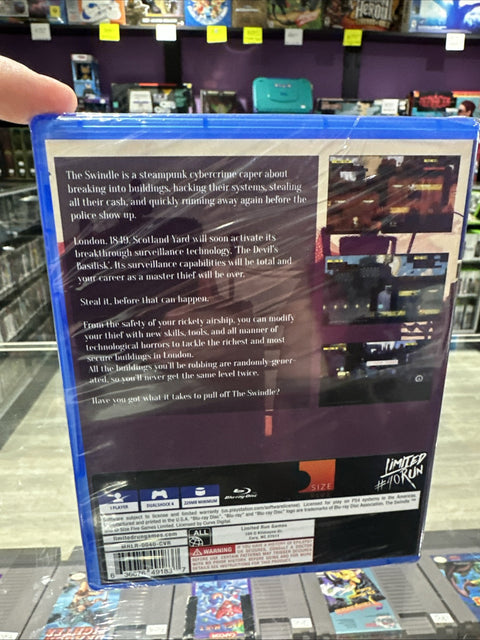 The Swindle is a steampunk cybercrime caper about
breaking into buildings, hacking their systems, stealing
all their cash, and quickly running away again before the
police show up.
London. 1849. Scotland Yard will soon activate its
breakthrough surveillance technology, 'The Devil's
Basilisk'. Its surveillance capabilities will be total and
your career as a master thief will be over.
Steal it, before that can happen.
From the safety of your rickety airship, you can modify
your thief with new skills, tools, and all manner of
technological horrors to tackle the richest and most
secure buildings in London.
All the buildings you'll be robbing are randomly-gener-
ated, so you'll never get the same level twice.
Have you got what it takes to pull off The Swindle?
LIMITED
RUN
#40
SIZE
1 PLAYER
DUALSHOCK 4
Blu-ray Disc
ALL
limitedrungames.com
Limited Run Games
WARNING